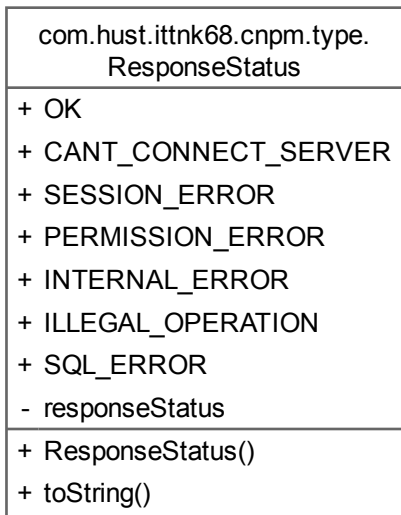 com.hust.ittnk68.cnpm.type.
ResponseStatus
+ OK
+ CANT_CONNECT_SERVER
+ SESSION_ERROR
+ PERMISSION_ERROR
+ INTERNAL_ERROR
+ ILLEGAL_OPERATION
+ SQL_ERROR
- responseStatus
+ ResponseStatus()
+ toString()